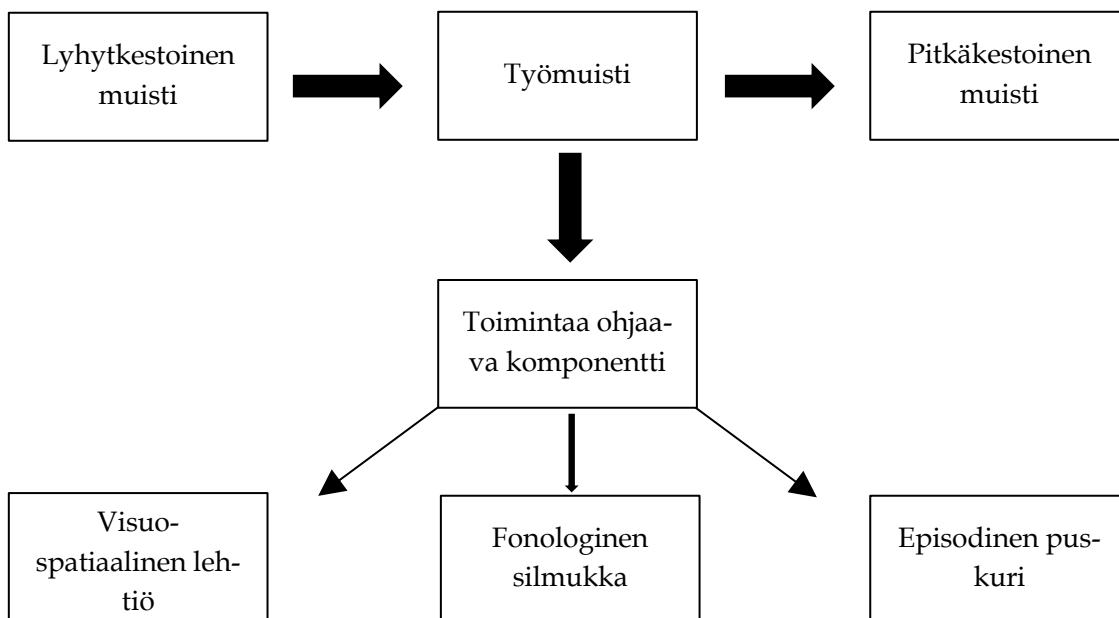 Lyhytkestoinen
muisti
Työmuisti
Pitkäkestoinen
muisti
Toimintaa ohjaa-
va komponentti
Visuo-
spatiaalinen leh-
tiö
Fonologinen
silmukka
Episodinen pus-
kuri